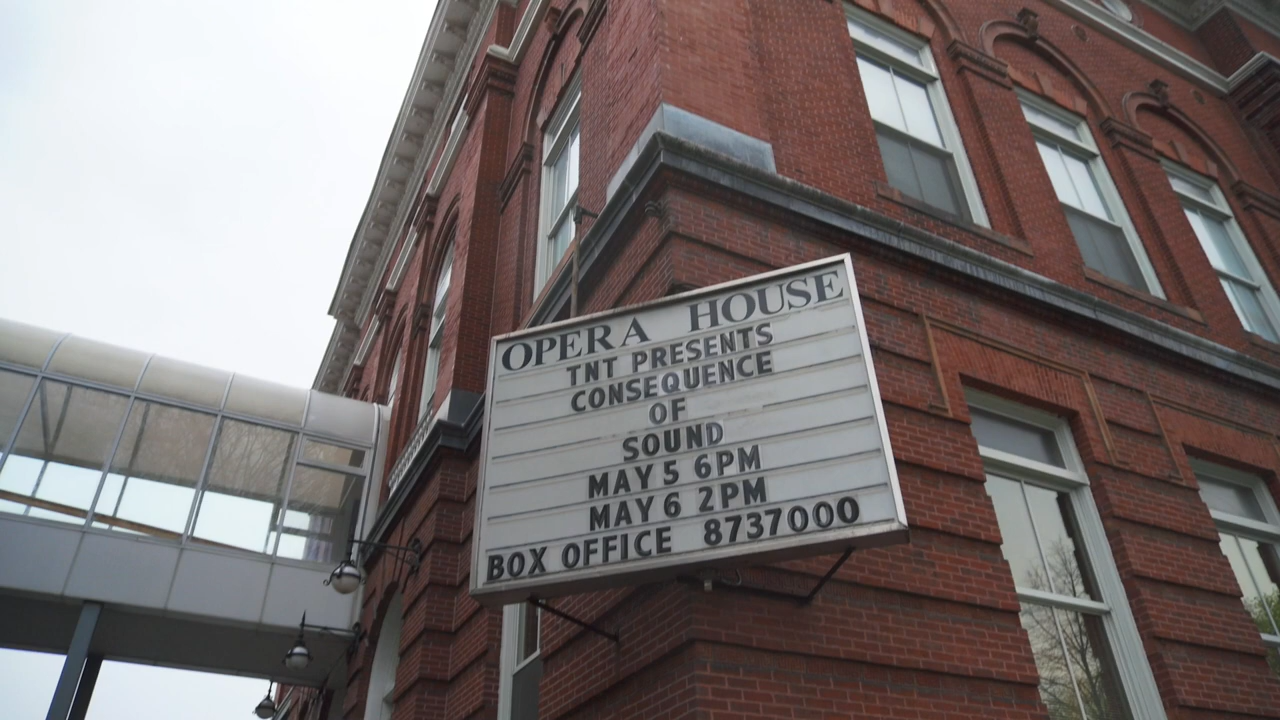 OPERA HOUSE
TNT PRESENTS
CONSEQUENCE
OF
SOUND
MAY 5 6PM
MAY 6 2PM
BOX OFFICE 8737000